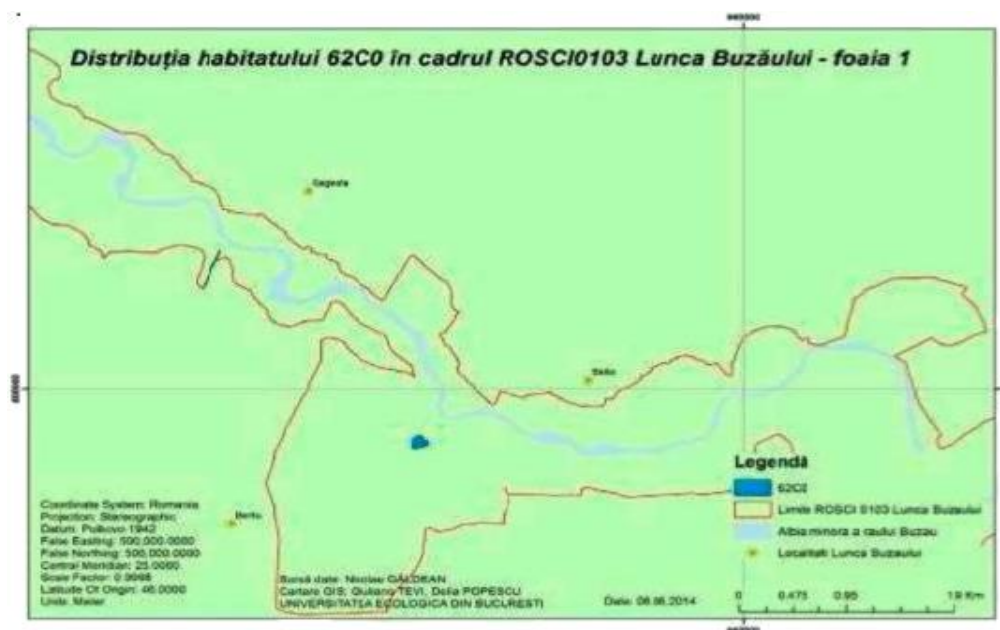 Distribuția habitatului 62C0 în cadrul ROSCI0103 Lunca Buzăului - foaia 1
Legendă
62C0
Limite ROSCI 0103 Lunca Buzaului
Albia minora a raului Buzau
Localitati Lunca Buzaului
Coordinate System: Romania
Projection: Stereographic
Datum: Pulkovo 1942
False Easting: 500,000.0000
False Northing: 500,000.0000
Central Meridian: 25.0000
Scale Factor: 0.9998
Latitude Of Origin: 46.0000
Units: Meter
Sursă date: Nicolae GALDEAN
Cartare GIS: Giuliano TEVI, Delia POPESCU
UNIVERSITATEA ECOLOGICA DIN BUCURESTI
0 0.475 0.95 1.9 Km